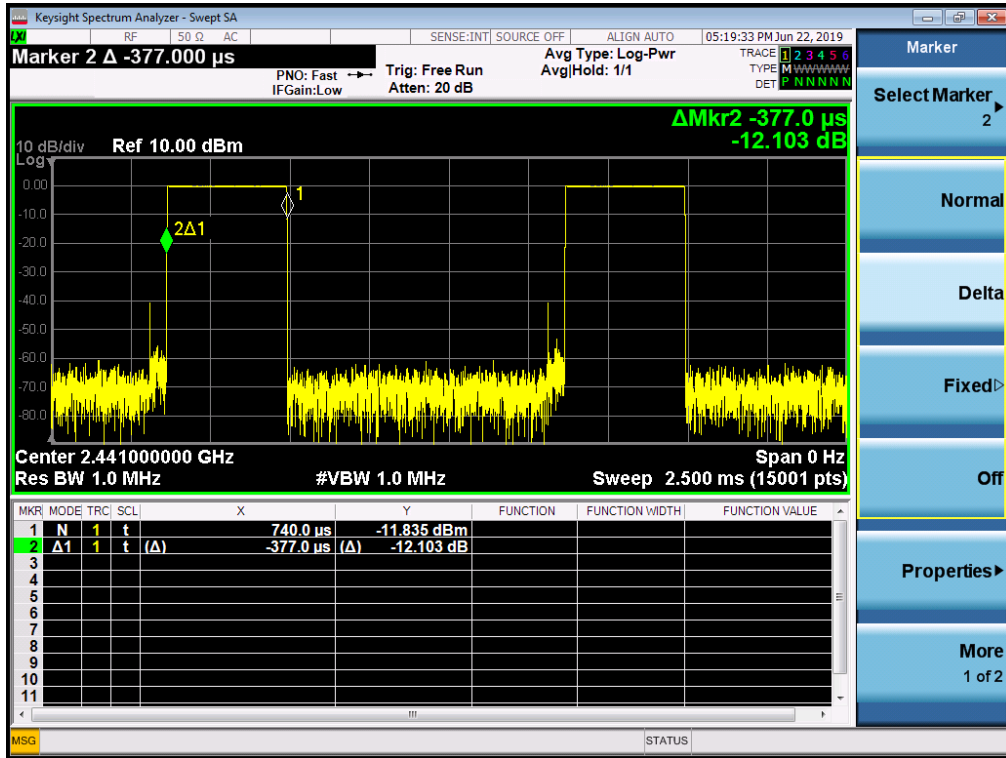 Keysight Spectrum Analyzer - Swept SA
LXI RF 50 Ω AC SENSE:INT SOURCE OFF ALIGN AUTO 05:19:33 PM Jun 22, 2019
Marker 2 Δ -377.000 µs
PNO: Fast
IFGain:Low
Trig: Free Run
Atten: 20 dB
Avg Type: Log-Pwr
Avg|Hold: 1/1
TRACE 1 2 3 4 5 6
TYPE M WWWWW
DET P N N N N N
ΔMkr2 -377.0 µs
-12.103 dB
10 dB/div Ref 10.00 dBm
Log
0.00
-10.0
-20.0
-30.0
-40.0
-50.0
-60.0
-70.0
-80.0
1
2Δ1
Center 2.441000000 GHz Span 0 Hz
Res BW 1.0 MHz #VBW 1.0 MHz Sweep 2.500 ms (15001 pts)
MKR MODE TRC SCL X Y FUNCTION FUNCTION WIDTH FUNCTION VALUE
1 N 1 t 740.0 µs -11.835 dBm
2 Δ1 1 t (Δ) -377.0 µs (Δ) -12.103 dB
3
4
5
6
7
8
9
10
11
MSG STATUS
Marker
Select Marker
2
Normal
Delta
Fixed
Off
Properties
More
1 of 2